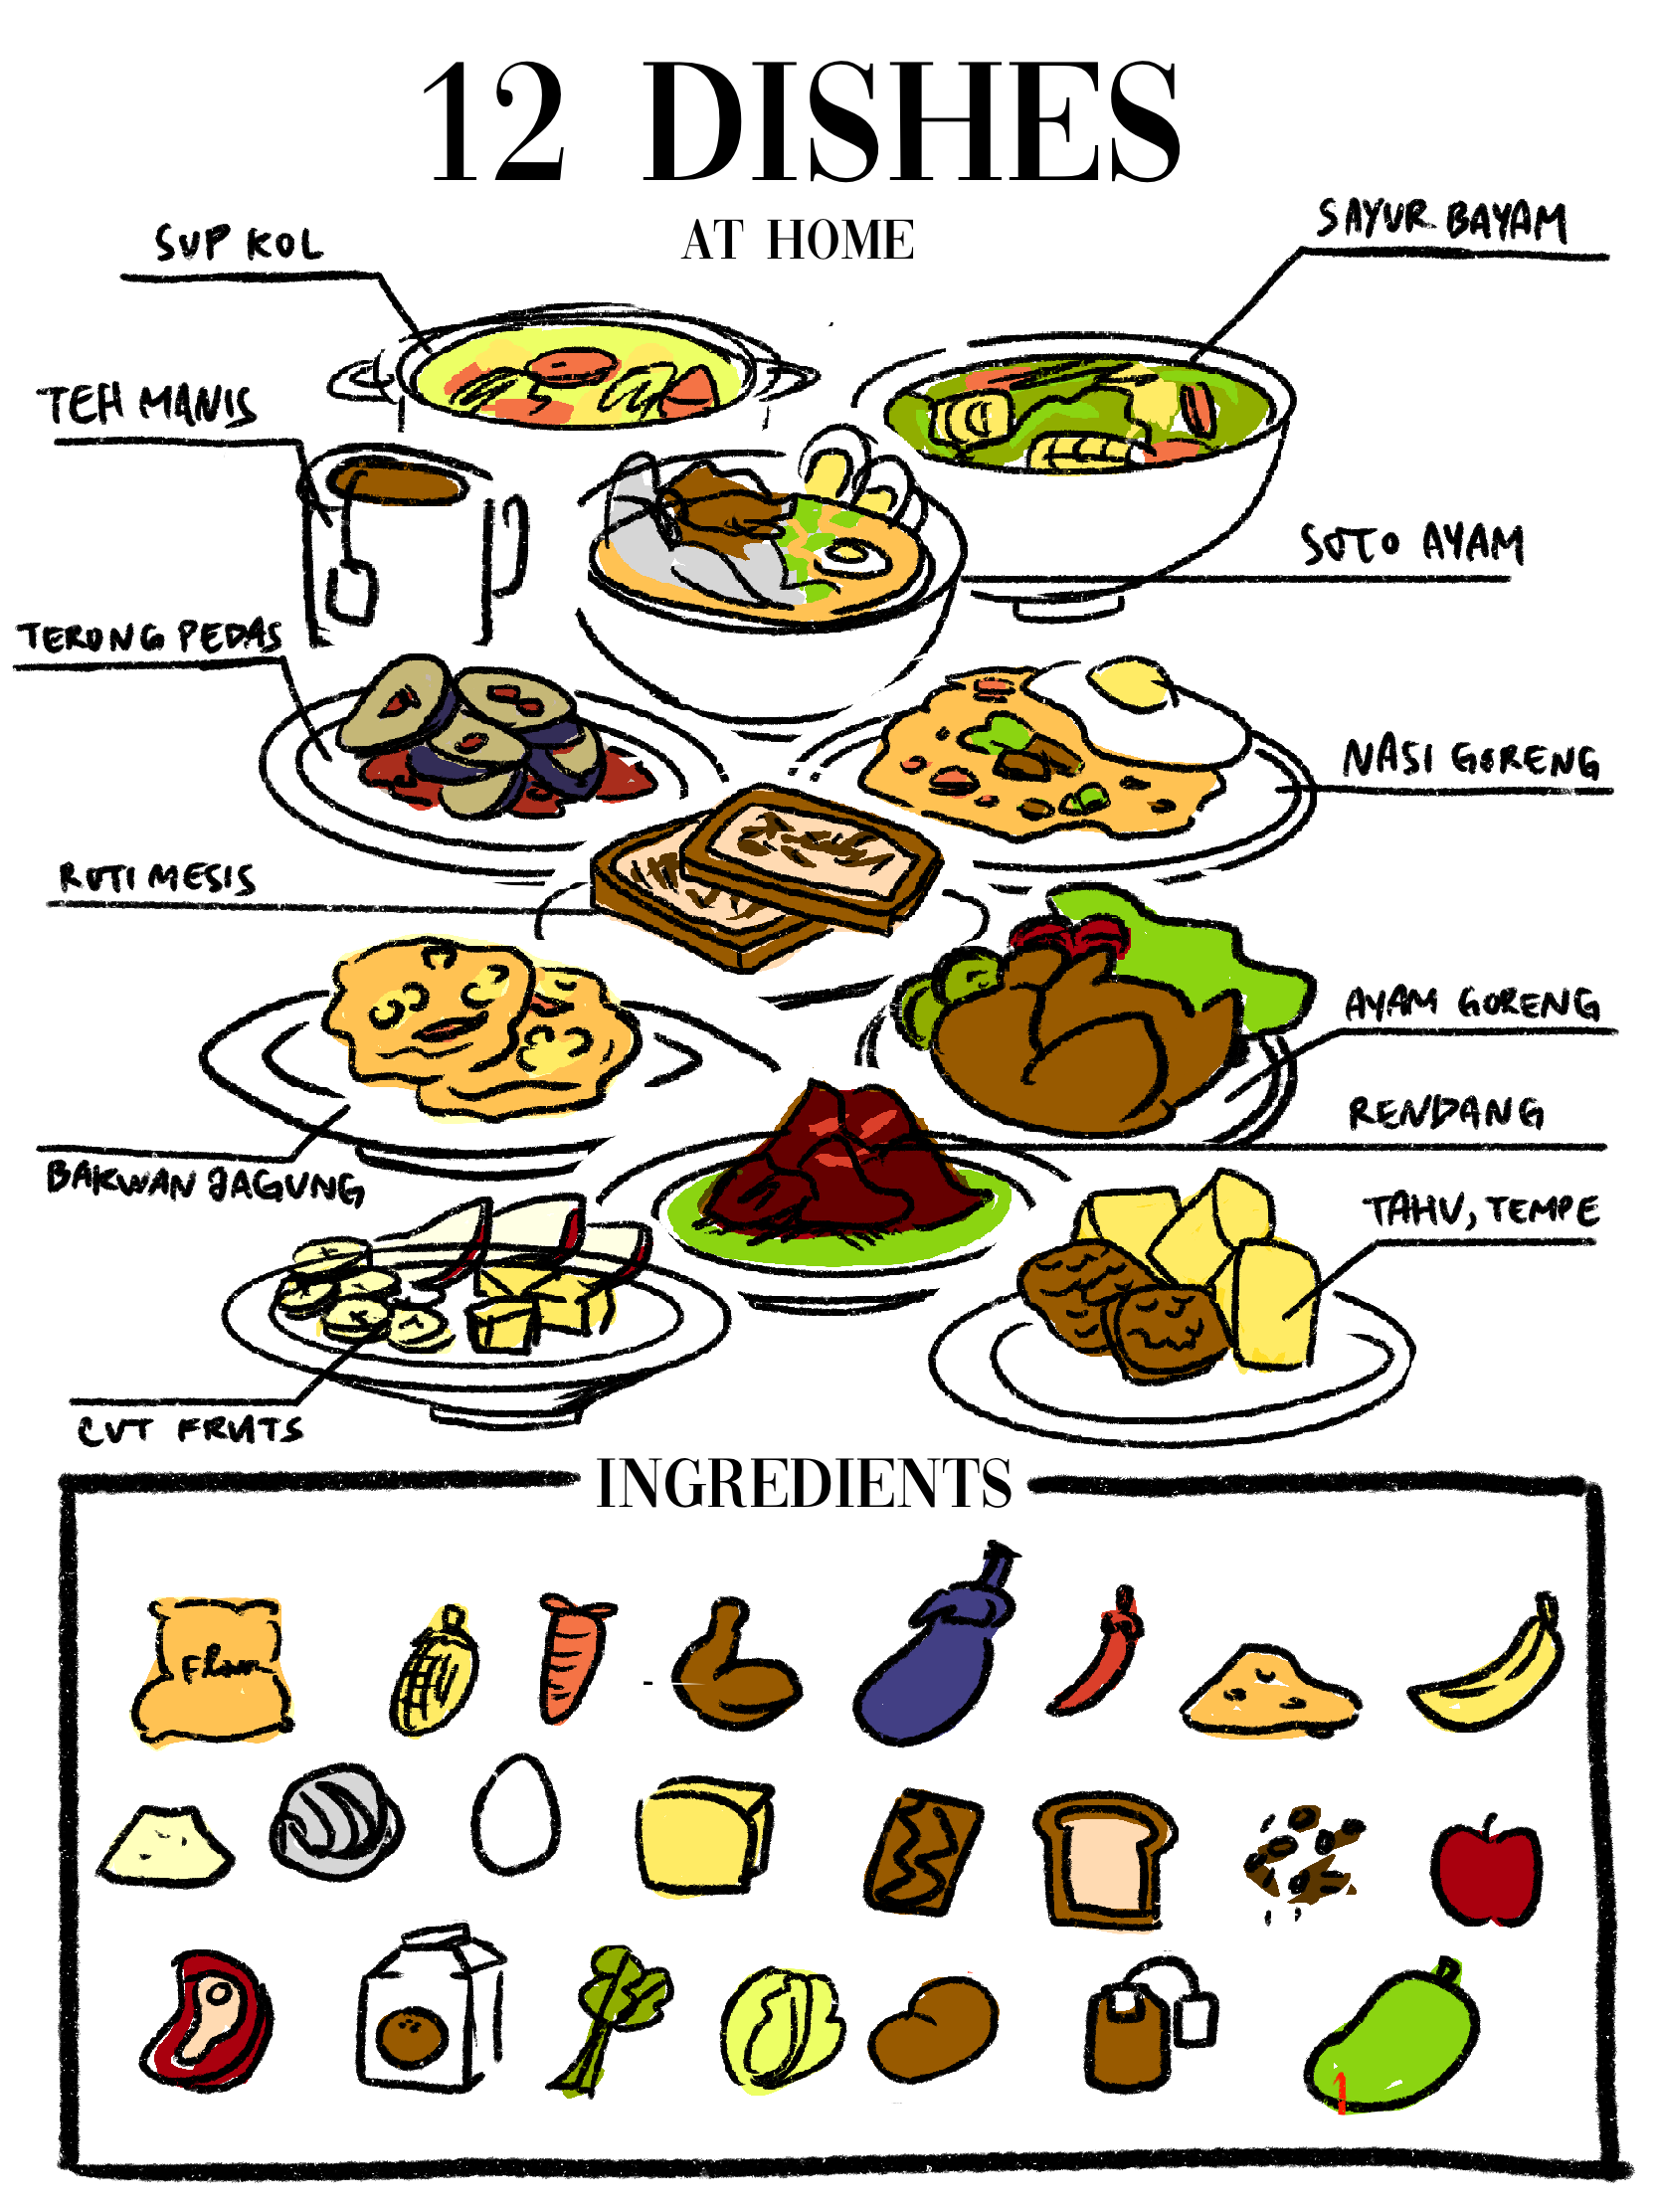 12 DISHES
AT HOME
SUP KOL
SAYUR BAYAM
TEH MANIS
SOTO AYAM
TERONG PEDAS
NASI GORENG
ROTI MESIS
AYAM GORENG
RENDANG
BAKWAN JAGUNG
TAHU, TEMPE
CUT FRUITS
INGREDIENTS
Flour